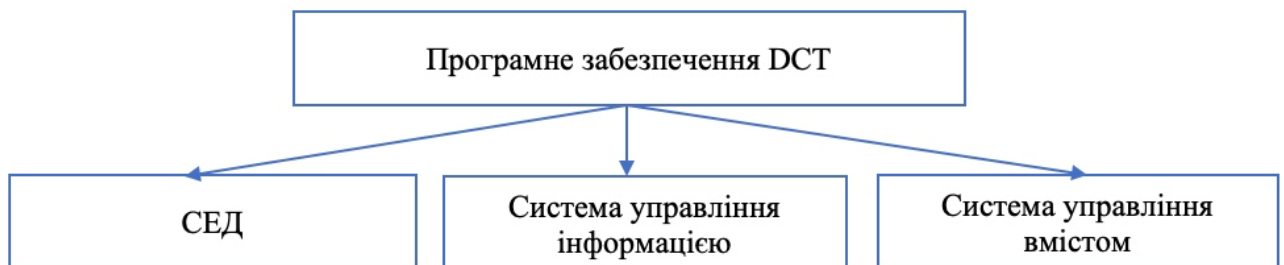 Програмне забезпечення DCT
СЕД
Система управління
інформацією
Система управління
вмістом